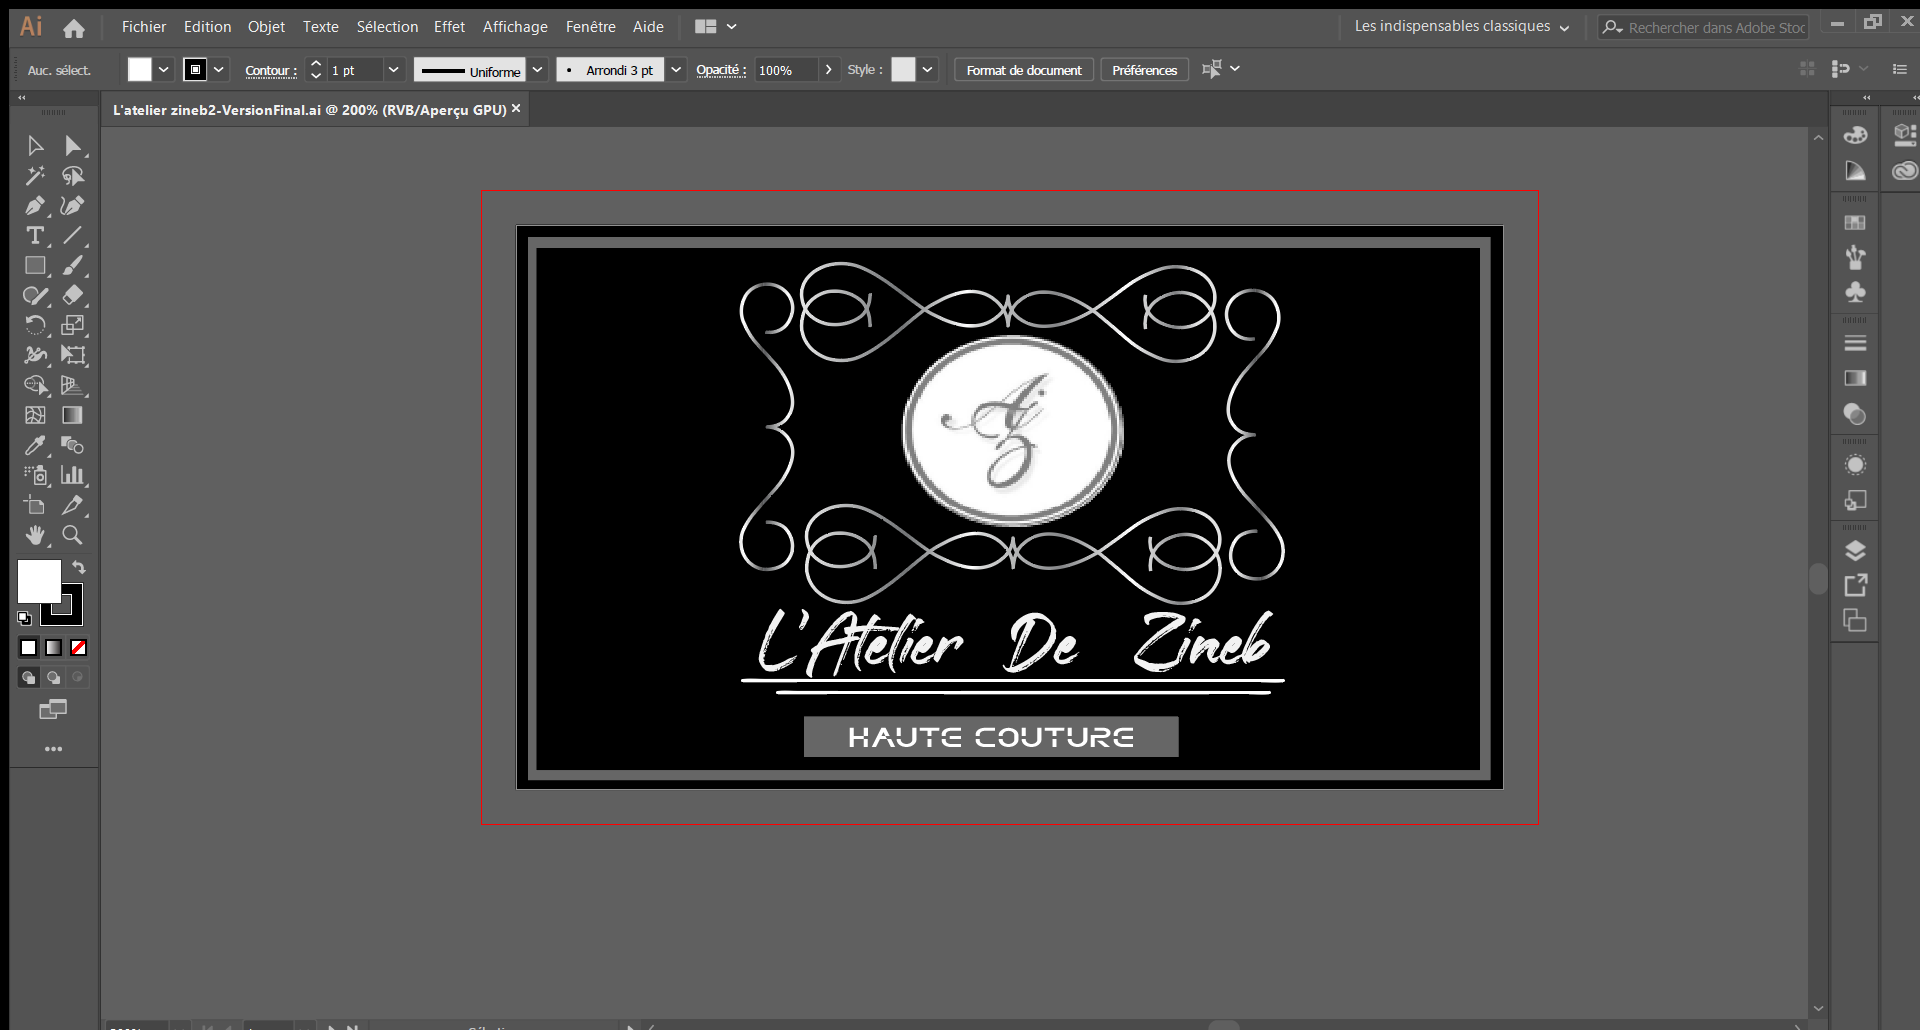 Ai Fichier Edition Objet Texte Sélection Effet Affichage Fenêtre Aide Les indispensables classiques Rechercher dans Adobe Stoc
Auc. sélect. Contour : 1 pt Uniforme Arrondi 3 pt Opacité : 100% Style : Format de document Préférences
L'atelier zineb2-VersionFinal.ai @ 200% (RVB/Aperçu GPU)
Az
L'Atelier De Zineb
HAUTE COUTURE